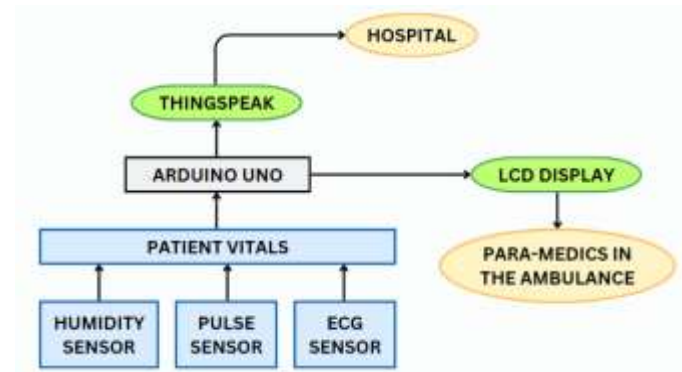 HOSPITAL
THINGSPEAK
ARDUINO UNO
LCD DISPLAY
PATIENT VITALS
PARA-MEDICS IN
THE AMBULANCE
HUMIDITY
SENSOR
PULSE
SENSOR
ECG
SENSOR